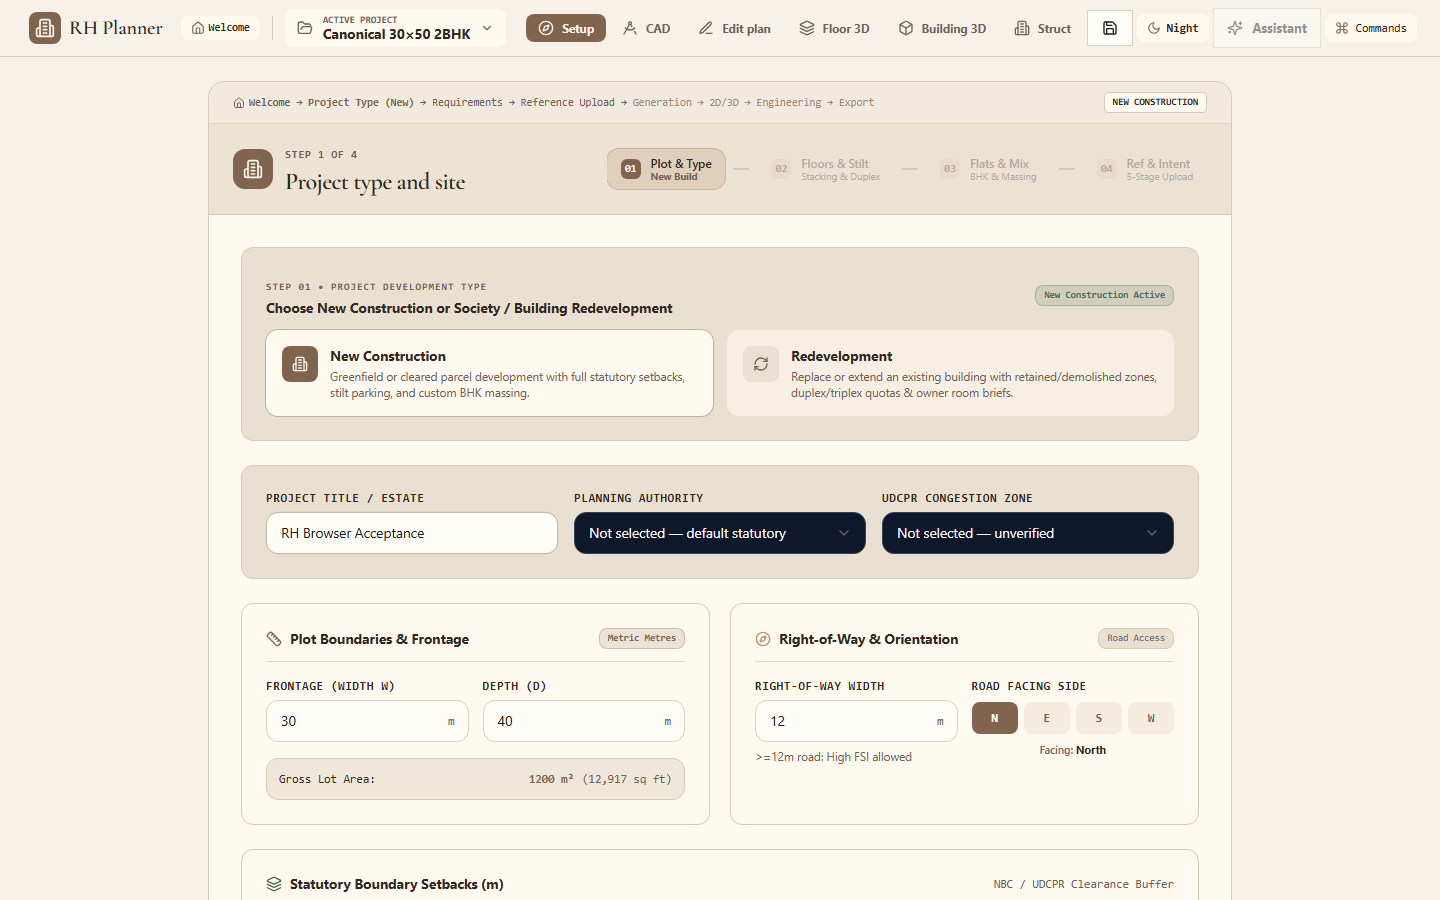 RH Planner
Welcome
ACTIVE PROJECT
Canonical 30×50 2BHK
Setup
CAD
Edit plan
Floor 3D
Building 3D
Struct
Night
Assistant
Commands
Welcome → Project Type (New) → Requirements → Reference Upload → Generation → 2D/3D → Engineering → Export
NEW CONSTRUCTION
STEP 1 OF 4
Project type and site
01 Plot & Type
New Build
02 Floors & Stilt
Stacking & Duplex
03 Flats & Mix
BHK & Massing
04 Ref & Intent
5-Stage Upload
STEP 01 • PROJECT DEVELOPMENT TYPE
Choose New Construction or Society / Building Redevelopment
New Construction Active
New Construction
Greenfield or cleared parcel development with full statutory setbacks,
stilt parking, and custom BHK massing.
Redevelopment
Replace or extend an existing building with retained/demolished zones,
duplex/triplex quotas & owner room briefs.
PROJECT TITLE / ESTATE
RH Browser Acceptance
PLANNING AUTHORITY
Not selected — default statutory
UDCPR CONGESTION ZONE
Not selected — unverified
Plot Boundaries & Frontage
Metric Metres
FRONTAGE (WIDTH W)
30 m
DEPTH (D)
40 m
Gross Lot Area: 1200 m² (12,917 sq ft)
Right-of-Way & Orientation
Road Access
RIGHT-OF-WAY WIDTH
12 m
>=12m road: High FSI allowed
ROAD FACING SIDE
N E S W
Facing: North
Statutory Boundary Setbacks (m)
NBC / UDCPR Clearance Buffer